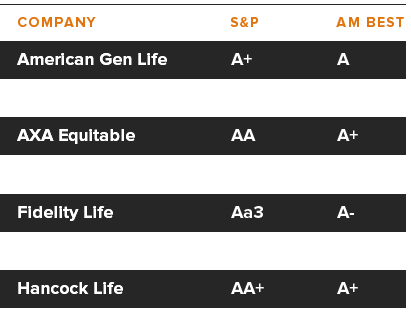 COMPANY S&P AM BEST
American Gen Life A+ A
AXA Equitable AA A+
Fidelity Life Aa3 A-
Hancock Life AA+ A+